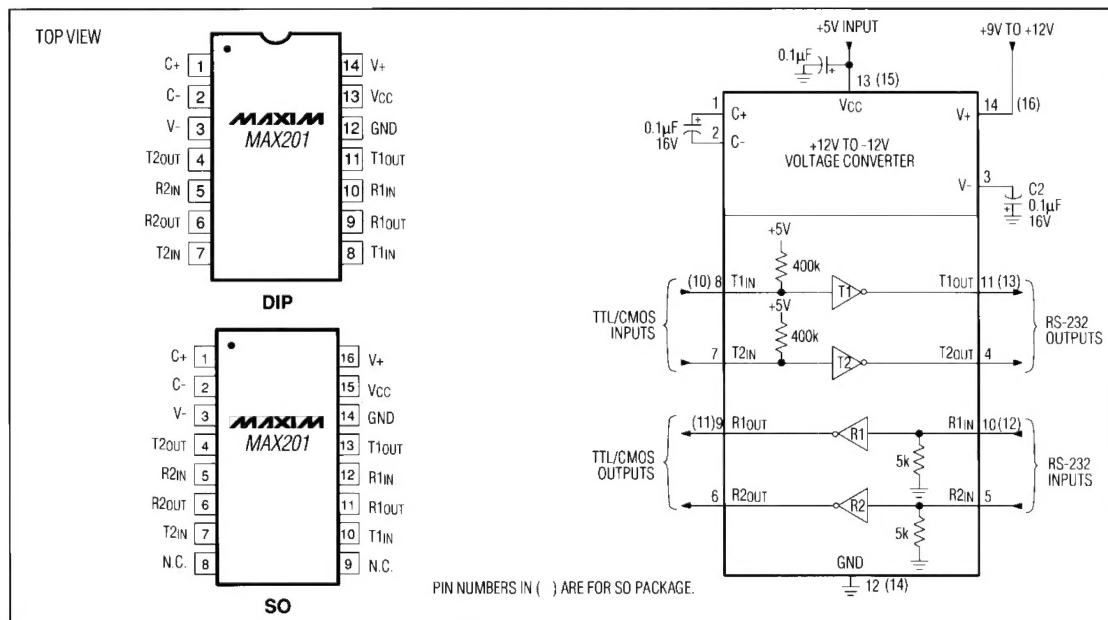 TOP VIEW
C+ 1
C- 2
V- 3
T2OUT 4
R2IN 5
R2OUT 6
T2IN 7
14 V+
13 VCC
12 GND
11 T1OUT
10 R1IN
9 R1OUT
8 T1IN
MAXIM
MAX201
DIP
C+ 1
C- 2
V- 3
T2OUT 4
R2IN 5
R2OUT 6
T2IN 7
N.C. 8
16 V+
15 VCC
14 GND
13 T1OUT
12 R1IN
11 R1OUT
10 T1IN
9 N.C.
MAXIM
MAX201
SO
+5V INPUT
+9V TO +12V
0.1µF
+
13 (15)
VCC
1
C+
2
C-
+
0.1µF
16V
V+
14 (16)
+12V TO -12V
VOLTAGE CONVERTER
V-
3
C2
0.1µF
16V
+
+5V
400k
(10) 8 T1IN
T1
T1OUT 11 (13)
+5V
400k
TTL/CMOS
INPUTS
RS-232
OUTPUTS
7 T2IN
T2
T2OUT 4
(11) 9 R1OUT
R1
R1IN 10 (12)
5k
TTL/CMOS
OUTPUTS
RS-232
INPUTS
6 R2OUT
R2
R2IN 5
5k
GND
12 (14)
PIN NUMBERS IN ( ) ARE FOR SO PACKAGE.